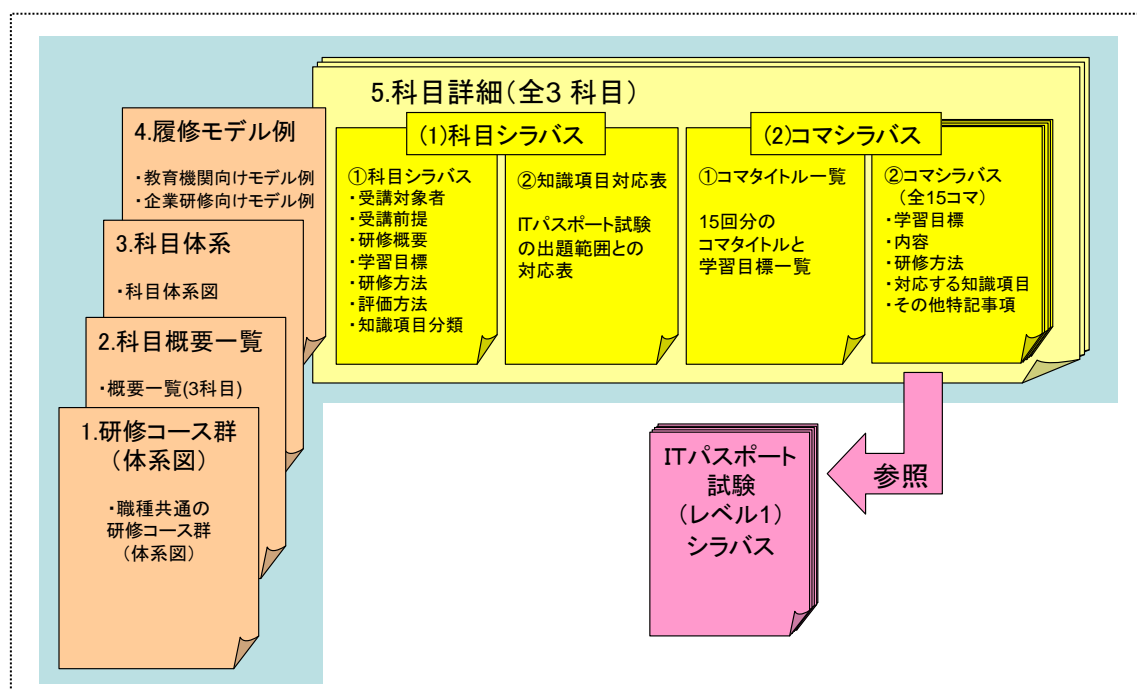 5.科目詳細(全3 科目)
(1)科目シラバス
①科目シラバス
・受講対象者
・受講前提
・研修概要
・学習目標
・研修方法
・評価方法
・知識項目分類
②知識項目対応表
ITパスポート試験
の出題範囲との
対応表
(2)コマシラバス
①コマタイトル一覧
15回分の
コマタイトルと
学習目標一覧
②コマシラバス
(全15コマ)
・学習目標
・内容
・研修方法
・対応する知識項目
・その他特記事項
4.履修モデル例
・教育機関向けモデル例
・企業研修向けモデル例
3.科目体系
・科目体系図
2.科目概要一覧
・概要一覧(3科目)
1.研修コース群
(体系図)
・職種共通の
研修コース群
(体系図)
ITパスポート
試験
(レベル1)
シラバス
参照